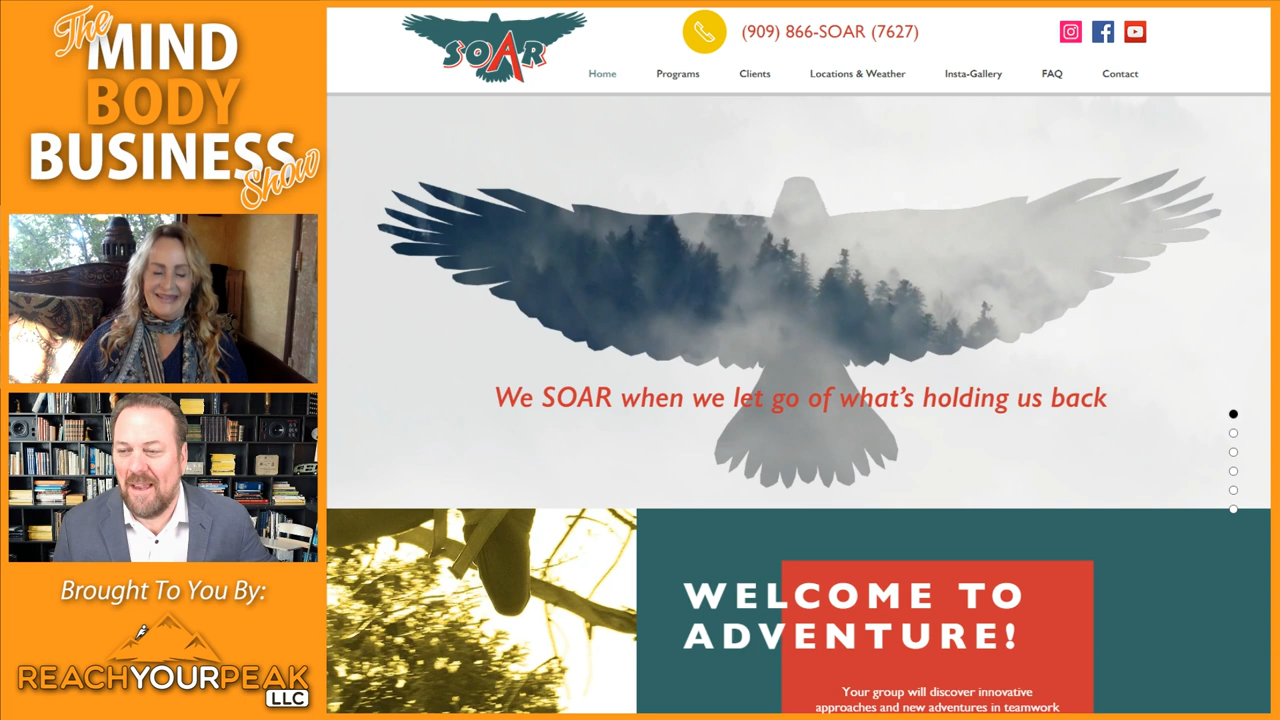 The
MIND
BODY
BUSINESS
Show
Brought To You By:
REACHYOURPEAK
LLC
SOAR
(909) 866-SOAR (7627)
Home Programs Clients Locations & Weather Insta-Gallery FAQ Contact
We SOAR when we let go of what's holding us back
WELCOME TO
ADVENTURE!
Your group will discover innovative
approaches and new adventures in teamwork